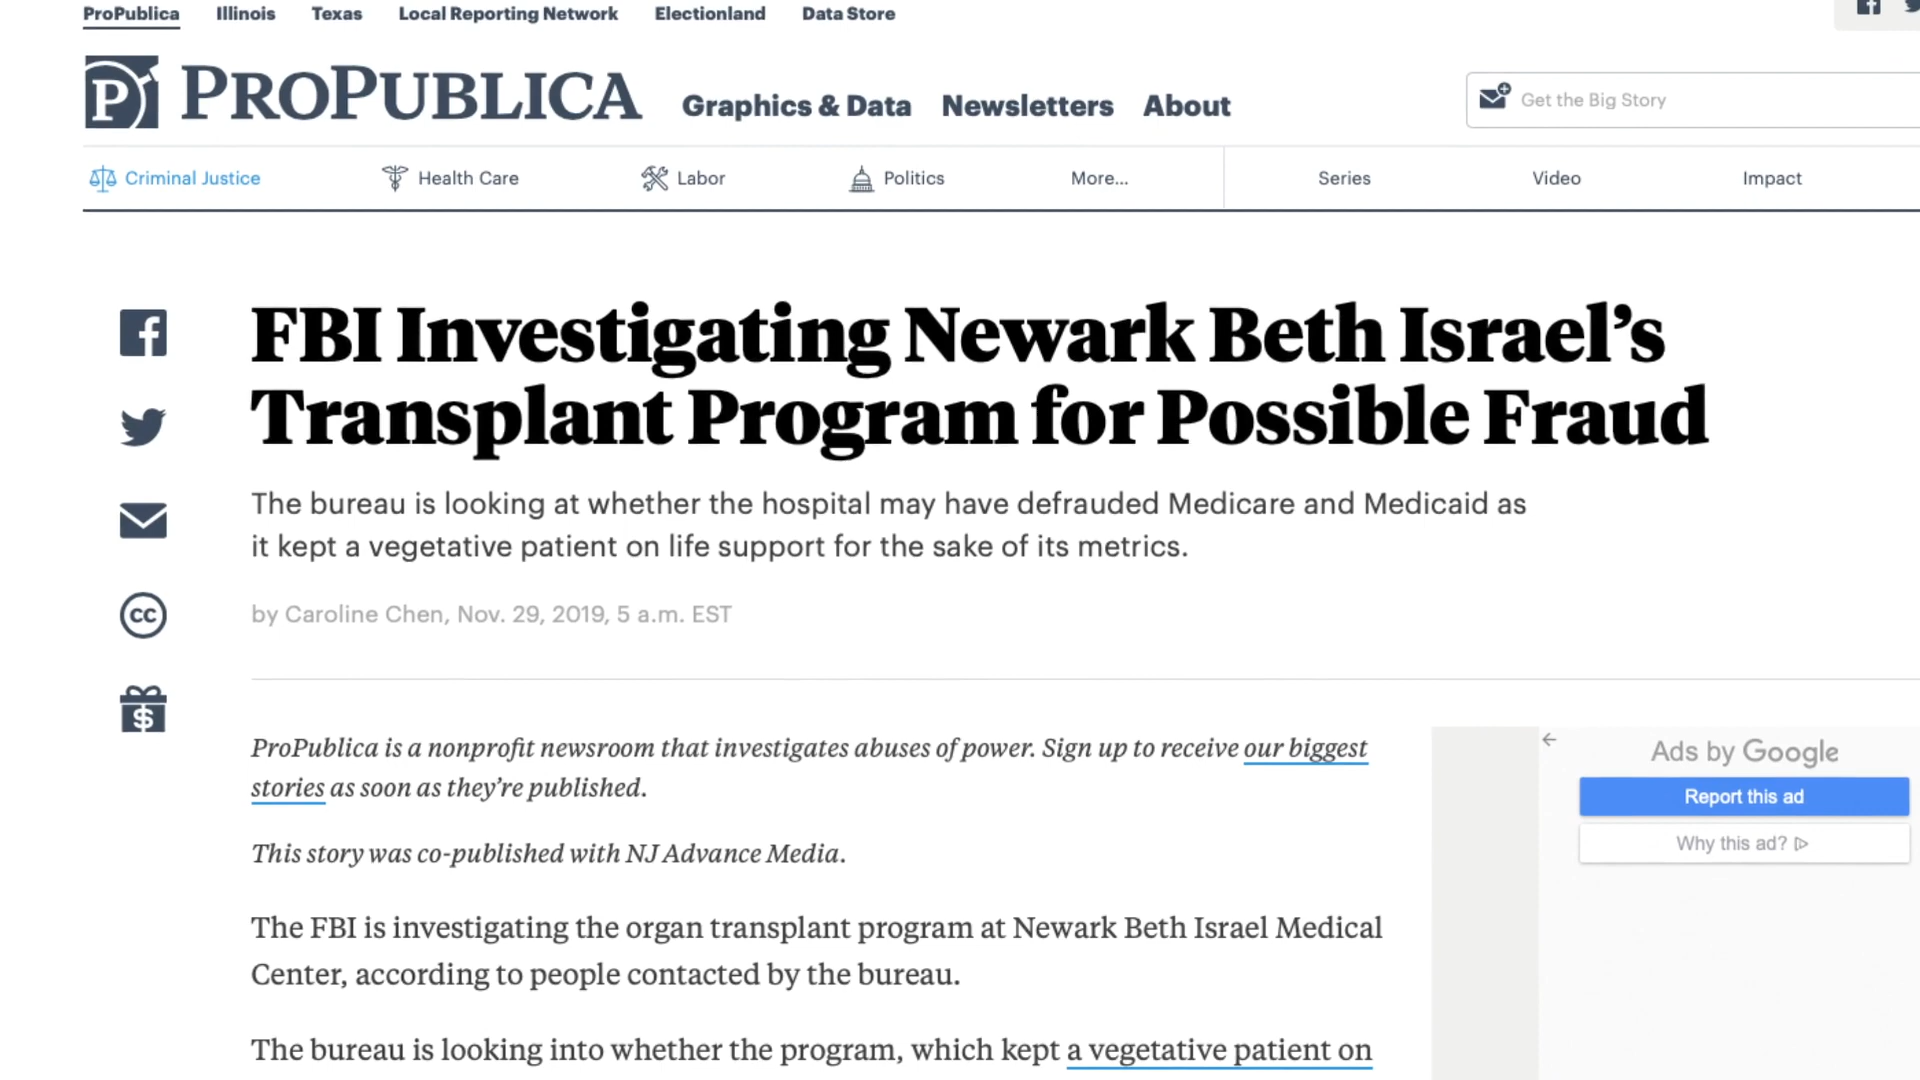 ProPublica Illinois Texas Local Reporting Network Electionland Data Store
P PROPUBLICA Graphics & Data Newsletters About Get the Big Story
Criminal Justice Health Care Labor Politics More... Series Video Impact
FBI Investigating Newark Beth Israel’s
Transplant Program for Possible Fraud
The bureau is looking at whether the hospital may have defrauded Medicare and Medicaid as
it kept a vegetative patient on life support for the sake of its metrics.
by Caroline Chen, Nov. 29, 2019, 5 a.m. EST
cc
$
ProPublica is a nonprofit newsroom that investigates abuses of power. Sign up to receive our biggest
stories as soon as they’re published.
This story was co-published with NJ Advance Media.
The FBI is investigating the organ transplant program at Newark Beth Israel Medical
Center, according to people contacted by the bureau.
The bureau is looking into whether the program, which kept a vegetative patient on
Ads by Google
Report this ad
Why this ad?